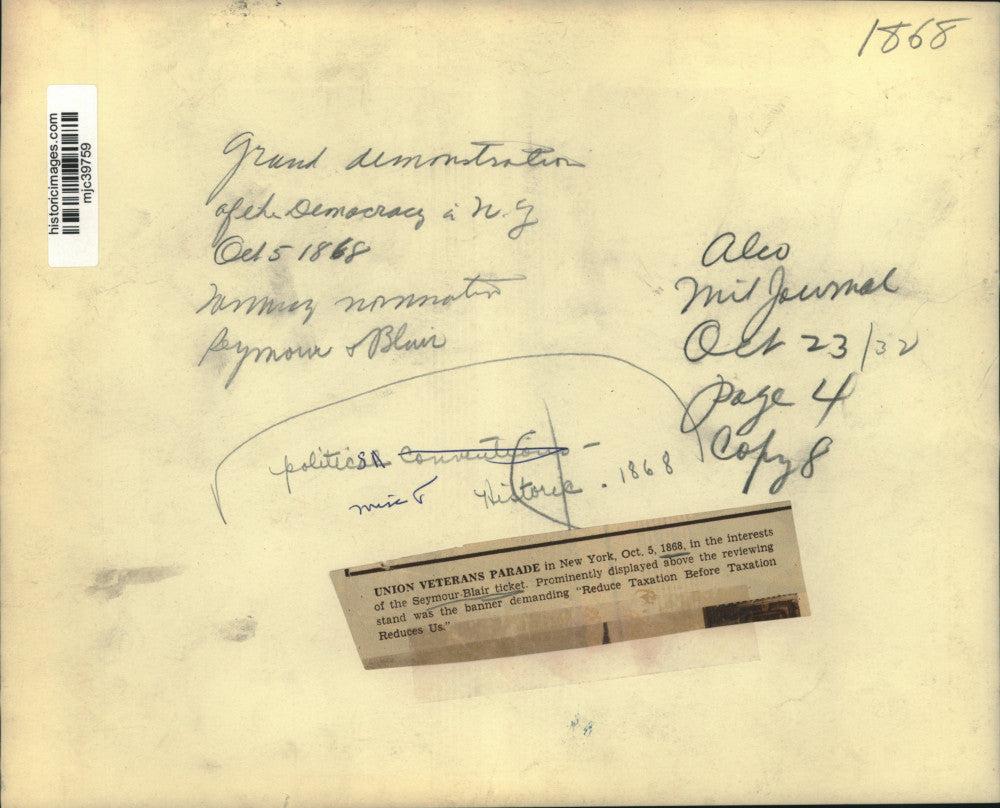 1868
historicimages.com
mjc39759
Grand demonstration
of the Democracy in N.Y
Oct 5 1868
nomination
Seymour & Blair
Also
Mil Journal
Oct 23/32
Page 4
Copy 8
politics conventions -
misc Historic . 1868
UNION VETERANS PARADE in New York, Oct. 5, 1868, in the interests
of the Seymour-Blair ticket. Prominently displayed above the reviewing
stand was the banner demanding "Reduce Taxation Before Taxation
Reduces Us."